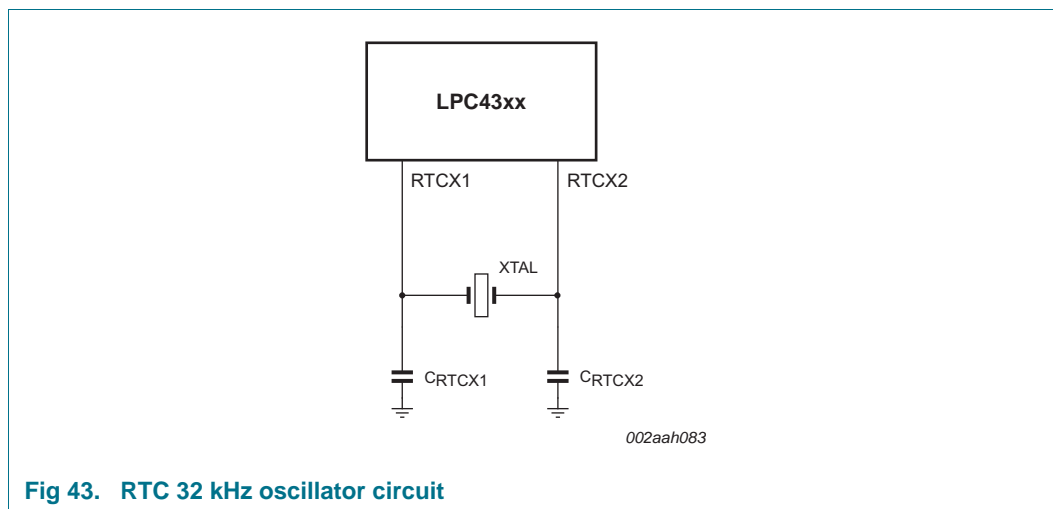 LPC43xx
RTCX1 RTCX2
XTAL
CRTCX1 CRTCX2
002aah083
Fig 43. RTC 32 kHz oscillator circuit